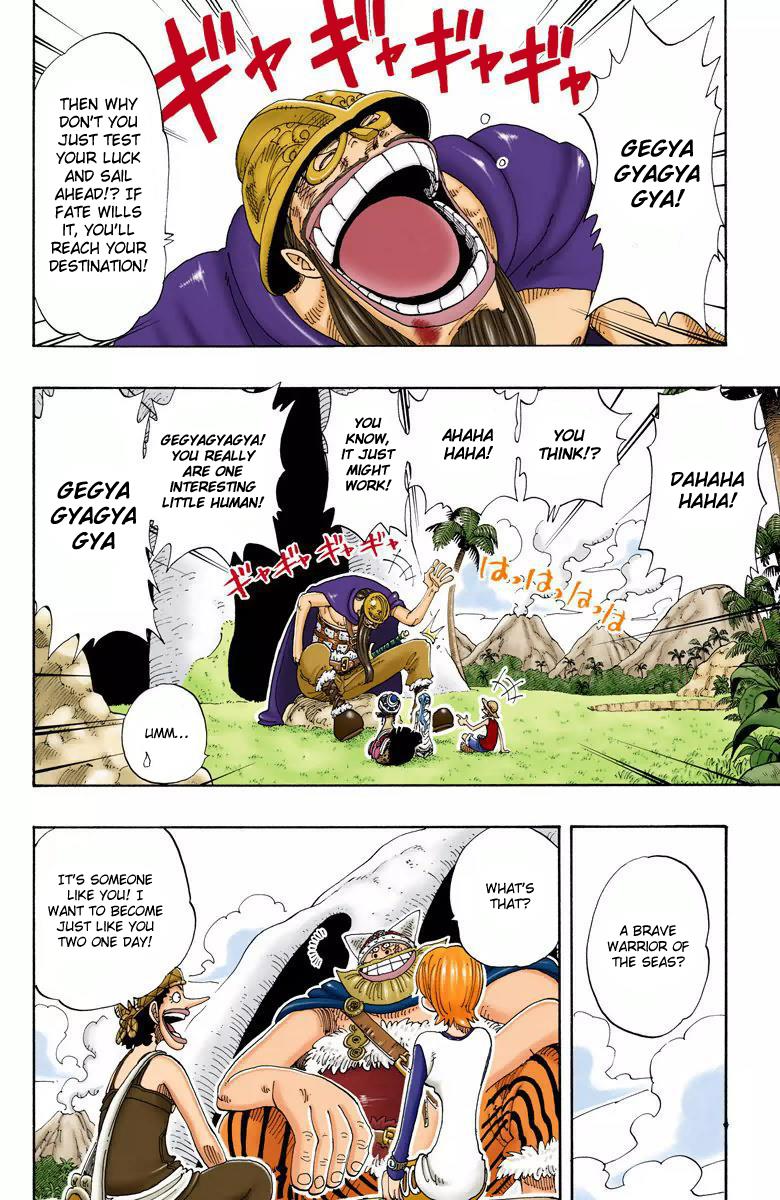 ギャギャギャギャ
GEGYA
GYAGYA
GYA!
THEN WHY
DON'T YOU
JUST TEST
YOUR LUCK
AND SAIL
AHEAD!? IF
FATE WILLS
IT, YOU'LL
REACH YOUR
DESTINATION!
DAHAHA
HAHA!
YOU
THINK!?
AHAHA
HAHA!
YOU
KNOW,
IT JUST
MIGHT
WORK!
GEGYAGYAGYA!
YOU REALLY
ARE ONE
INTERESTING
LITTLE HUMAN!
GEGYA
GYAGYA
GYA
ギャギャギャギャ
はっはっはっはっは
UMM...
A BRAVE
WARRIOR OF
THE SEAS?
WHAT'S
THAT?
IT'S SOMEONE
LIKE YOU! I
WANT TO BECOME
JUST LIKE YOU
TWO ONE DAY!